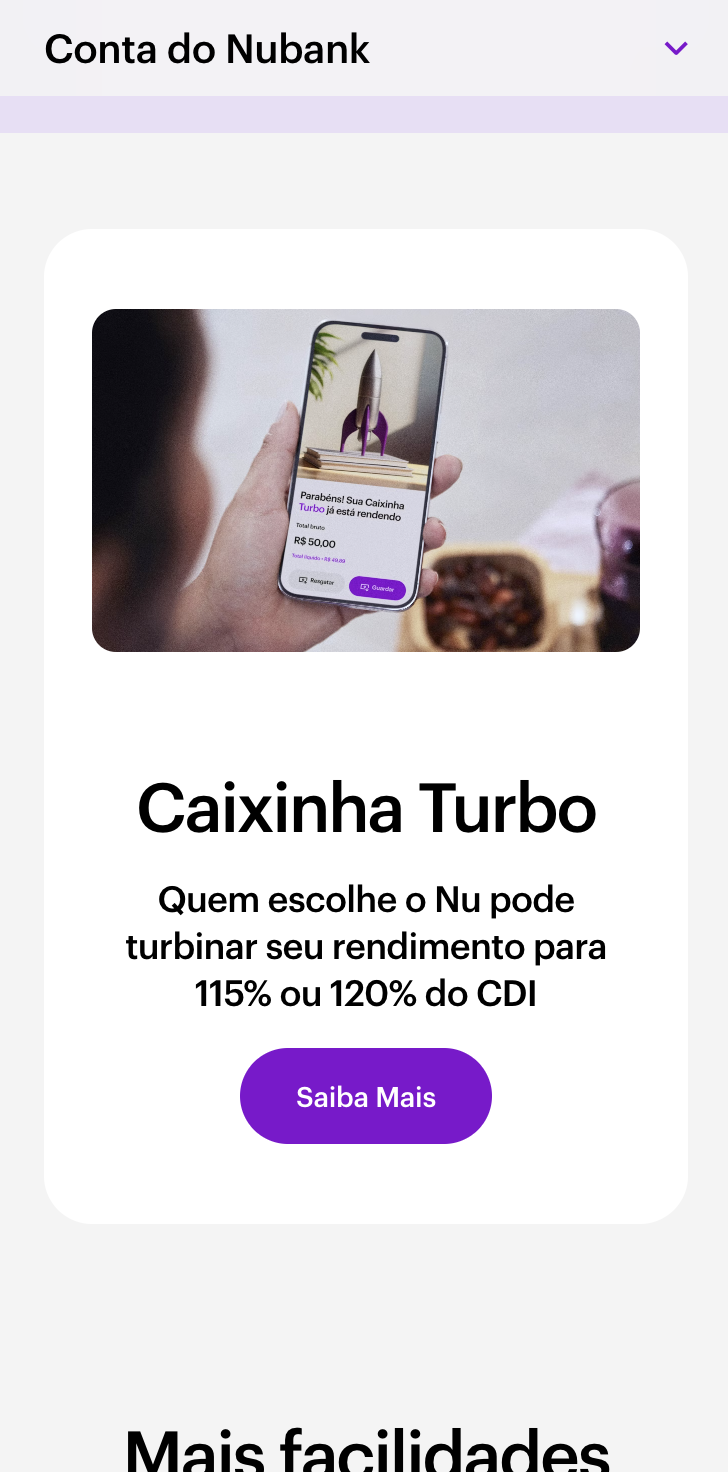 Conta do Nubank
Parabéns! Sua Caixinha
Turbo já está rendendo
Total bruto
R$ 50,00
Total líquido • R$ 49,89
Resgatar
Guardar
Caixinha Turbo
Quem escolhe o Nu pode
turbinar seu rendimento para
115% ou 120% do CDI
Saiba Mais
Mais facilidades